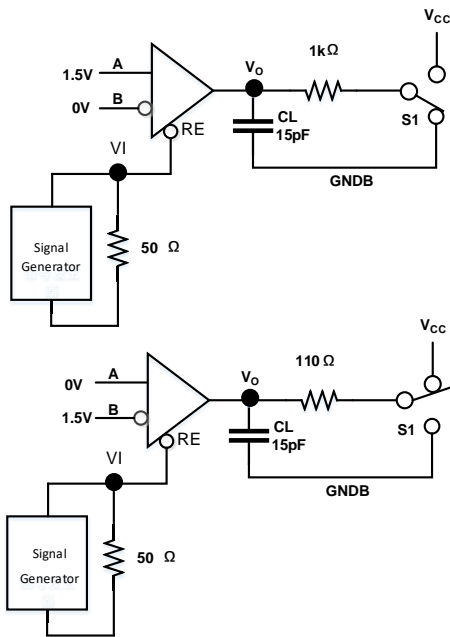 VCC
1.5V A
VO
1kΩ
0V B
RE
CL
15pF
S1
VI
GNDB
Signal
Generator
50 Ω
VCC
0V A
VO
110 Ω
1.5V B
RE
CL
15pF
S1
VI
GNDB
Signal
Generator
50 Ω